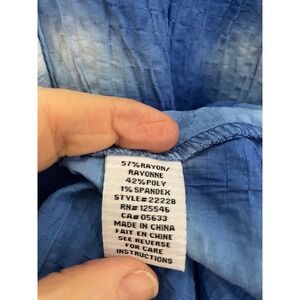 57% RAYON/
RAYONNE
42% POLY
1% SPANDEX
STYLE# 2222B
RN# 125546
CA# 05633
MADE IN CHINA
FAIT EN CHINE
SEE REVERSE
FOR CARE
INSTRUCTIONS